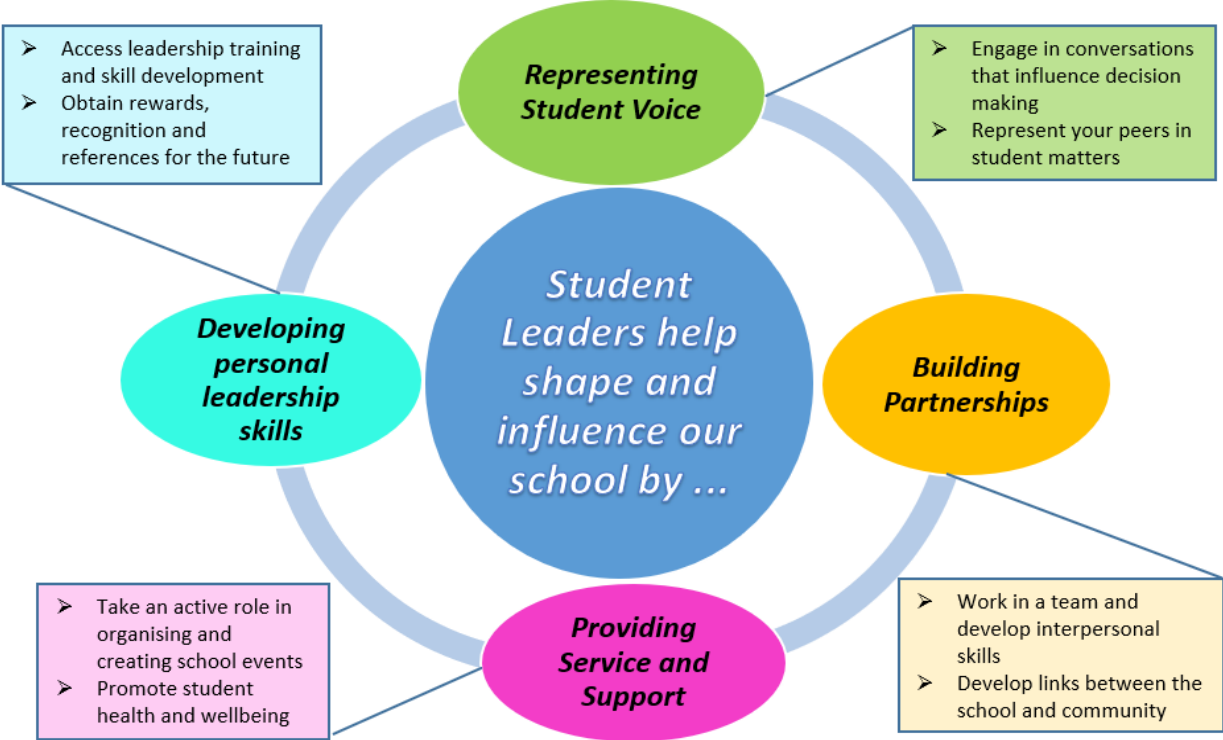 ➢ Access leadership training
and skill development
➢ Obtain rewards,
recognition and
references for the future
Representing
Student Voice
➢ Engage in conversations
that influence decision
making
➢ Represent your peers in
student matters
Student
Leaders help
shape and
influence our
school by ...
Developing
personal
leadership
skills
Building
Partnerships
➢ Take an active role in
organising and
creating school events
➢ Promote student
health and wellbeing
Providing
Service and
Support
➢ Work in a team and
develop interpersonal
skills
➢ Develop links between the
school and community